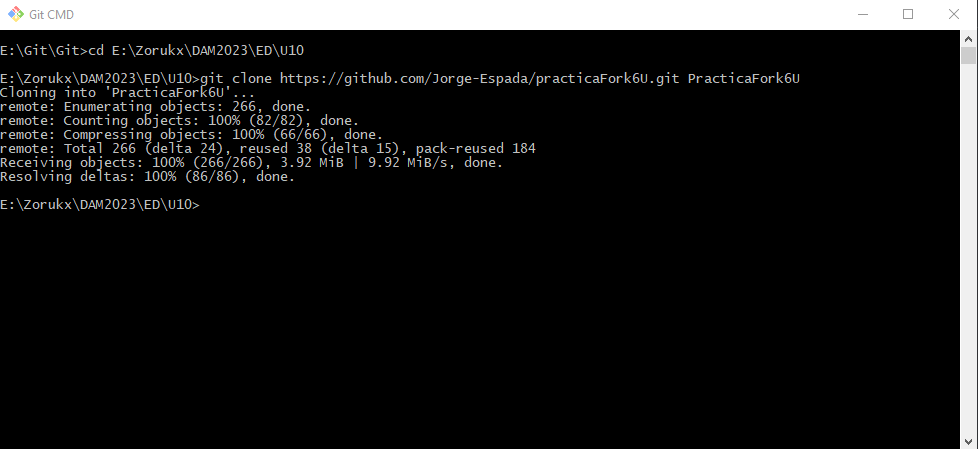 Git CMD
E:\Git\Git>cd E:\Zorukx\DAM2023\ED\U10
E:\Zorukx\DAM2023\ED\U10>git clone https://github.com/Jorge-Espada/practicaFork6U.git PracticaFork6U
Cloning into 'PracticaFork6U'...
remote: Enumerating objects: 266, done.
remote: Counting objects: 100% (82/82), done.
remote: Compressing objects: 100% (66/66), done.
remote: Total 266 (delta 24), reused 38 (delta 15), pack-reused 184
Receiving objects: 100% (266/266), 3.92 MiB | 9.92 MiB/s, done.
Resolving deltas: 100% (86/86), done.
E:\Zorukx\DAM2023\ED\U10>